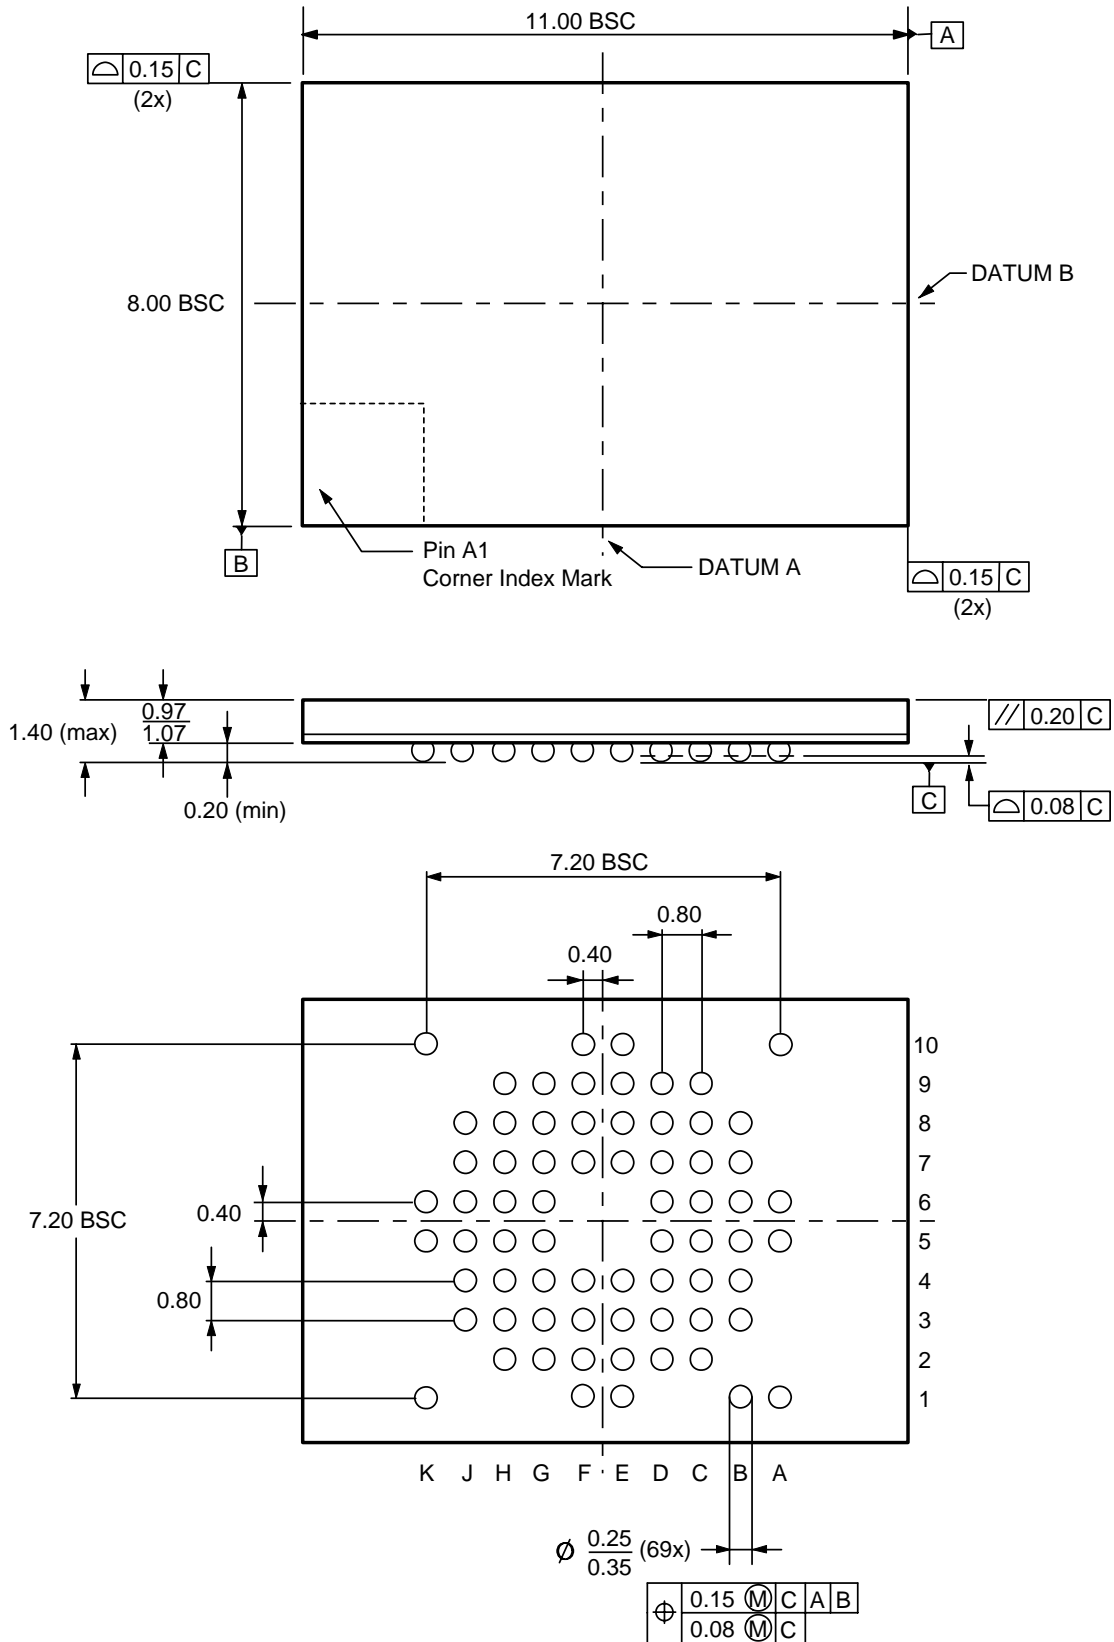 11.00 BSC
A
⌓ 0.15 C
(2x)
DATUM B
8.00 BSC
B
Pin A1
Corner Index Mark
DATUM A
⌓ 0.15 C
(2x)
0.97
1.07
1.40 (max)
// 0.20 C
0.20 (min)
C
⌓ 0.08 C
7.20 BSC
0.80
0.40
10
9
8
7
6
5
4
3
2
1
7.20 BSC
0.40
0.80
K J H G F E D C B A
Ø 0.25 (69x)
0.35
⌖ 0.15 Ⓜ C A B
0.08 Ⓜ C